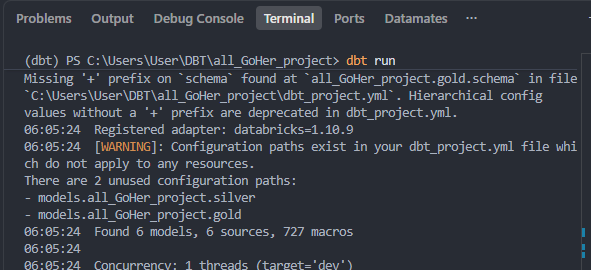 Problems Output Debug Console Terminal Ports Datamates ...
(dbt) PS C:\Users\User\DBT\all_GoHer_project> dbt run
Missing '+' prefix on `schema` found at `all_GoHer_project.gold.schema` in file
`C:\Users\User\DBT\all_GoHer_project\dbt_project.yml`. Hierarchical config
values without a '+' prefix are deprecated in dbt_project.yml.
06:05:24  Registered adapter: databricks=1.10.9
06:05:24  [WARNING]: Configuration paths exist in your dbt_project.yml file whi
ch do not apply to any resources.
There are 2 unused configuration paths:
- models.all_GoHer_project.silver
- models.all_GoHer_project.gold
06:05:24  Found 6 models, 6 sources, 727 macros
06:05:24
06:05:24  Concurrency: 1 threads (target='dev')